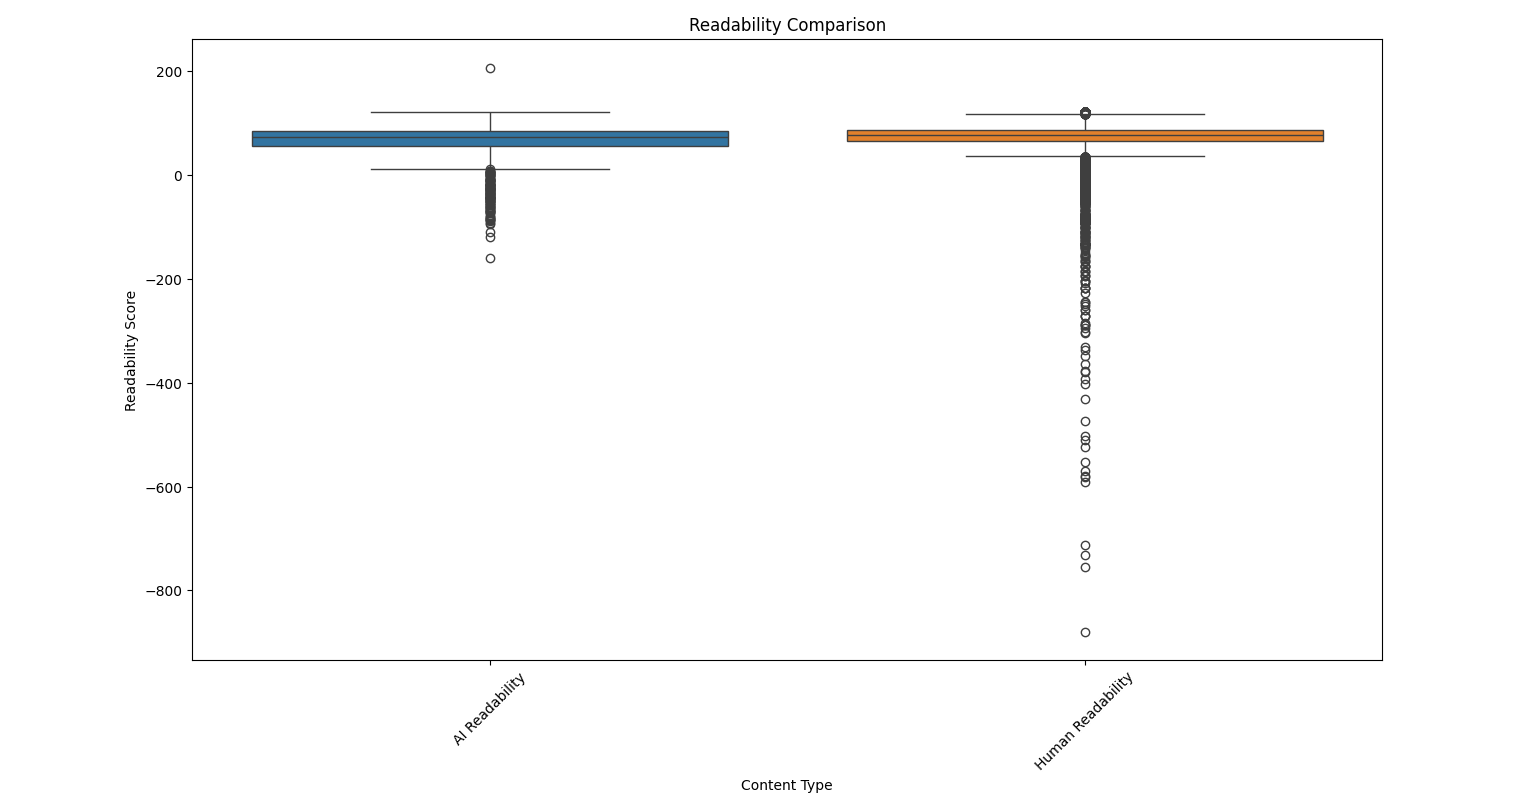 Readability Comparison
200
0
−200
−400
−600
−800
Readability Score
AI Readability
Human Readability
Content Type